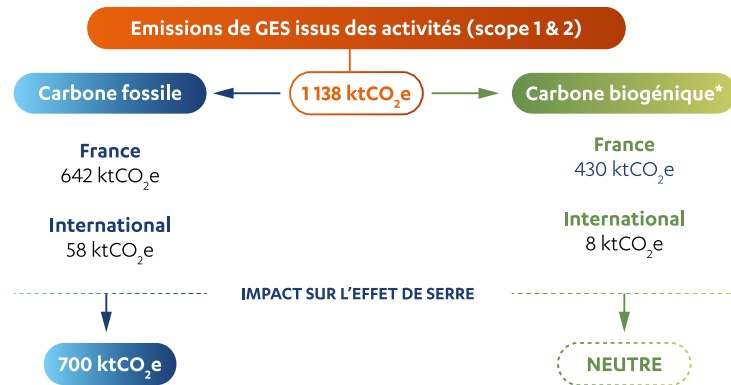 Emissions de GES issus des activités (scope 1 & 2)
Carbone fossile
1 138 ktCO2e
Carbone biogénique*
France
642 ktCO2e
International
58 ktCO2e
France
430 ktCO2e
International
8 ktCO2e
IMPACT SUR L'EFFET DE SERRE
700 ktCO2e
NEUTRE